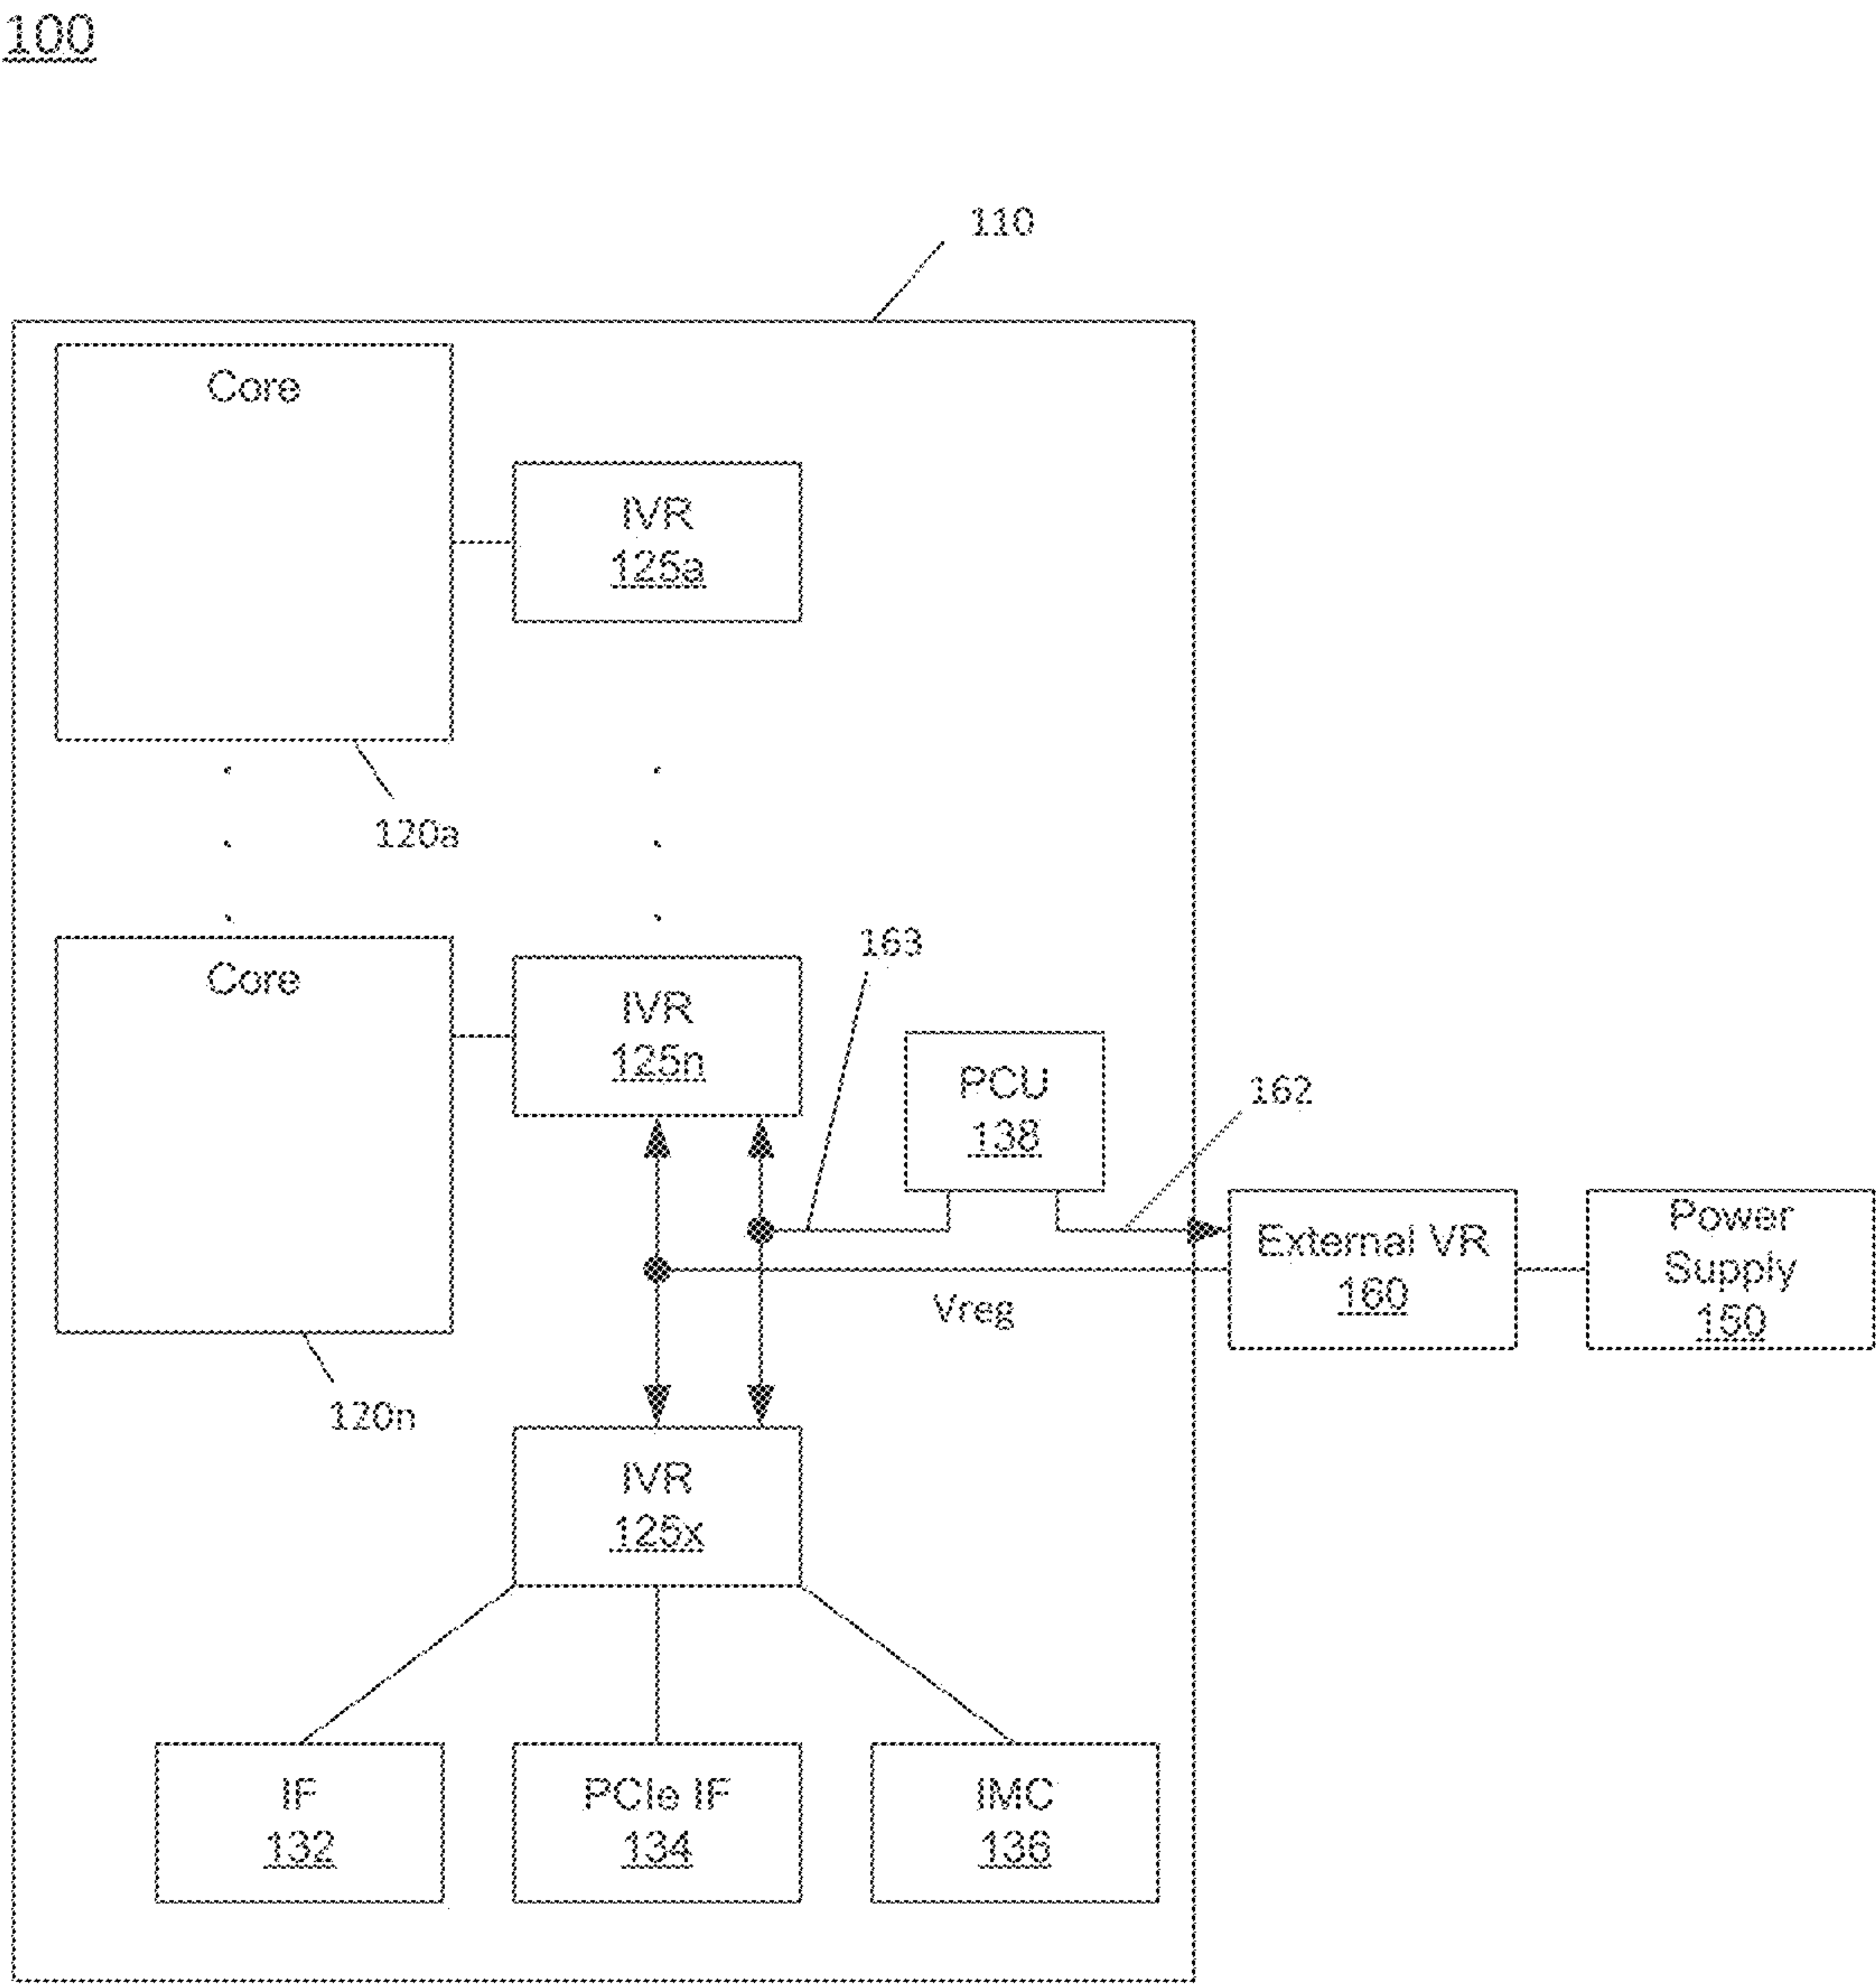 100
110
Core
IVR
125a
120a
Core
IVR
125n
163
PCU
138
162
External VR
160
Power
Supply
150
Vreg
120n
IVR
125x
IF
132
PCIe IF
134
IMC
136